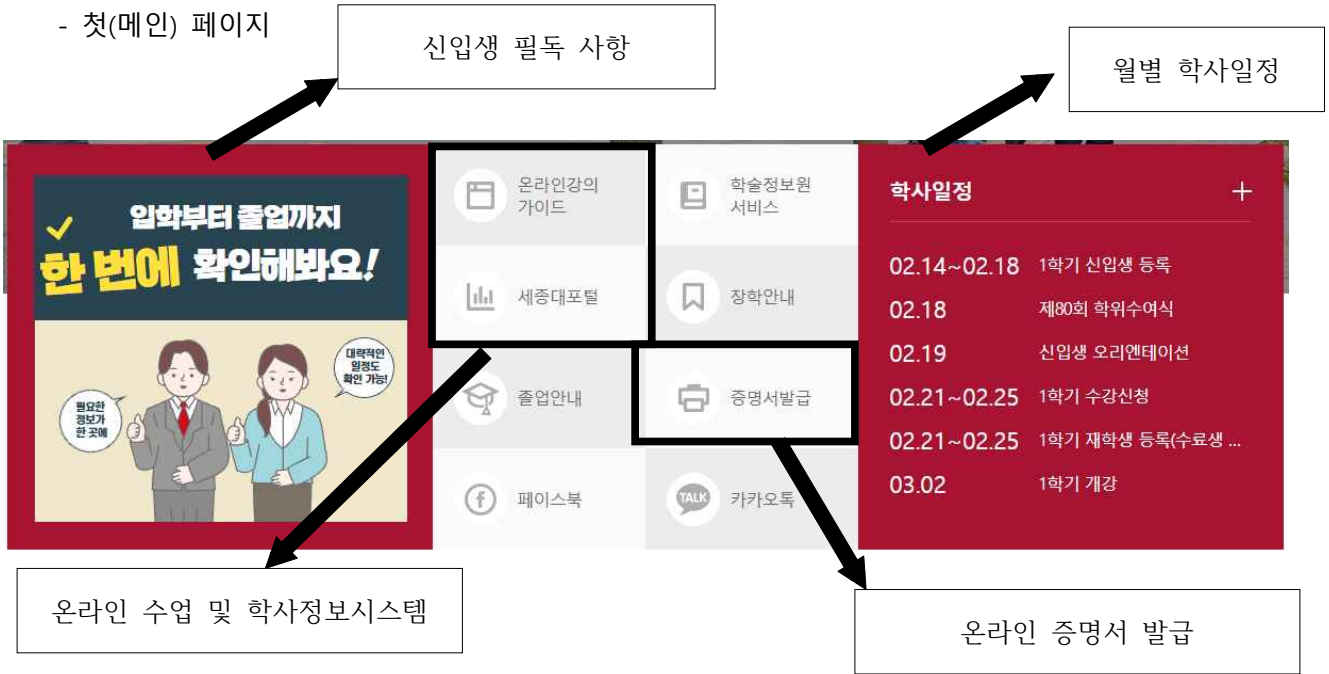 - 첫(메인) 페이지
신입생 필독 사항
월별 학사일정
입학부터 졸업까지
한 번에 확인해봐요!
대략적인
일정도
확인 가능!
필요한
정보가
한 곳에
온라인강의
가이드
학술정보원
서비스
세종대포털
장학안내
졸업안내
증명서발급
페이스북
TALK
카카오톡
학사일정
02.14~02.18 1학기 신입생 등록
02.18 제80회 학위수여식
02.19 신입생 오리엔테이션
02.21~02.25 1학기 수강신청
02.21~02.25 1학기 재학생 등록(수료생 ...
03.02 1학기 개강
온라인 수업 및 학사정보시스템
온라인 증명서 발급